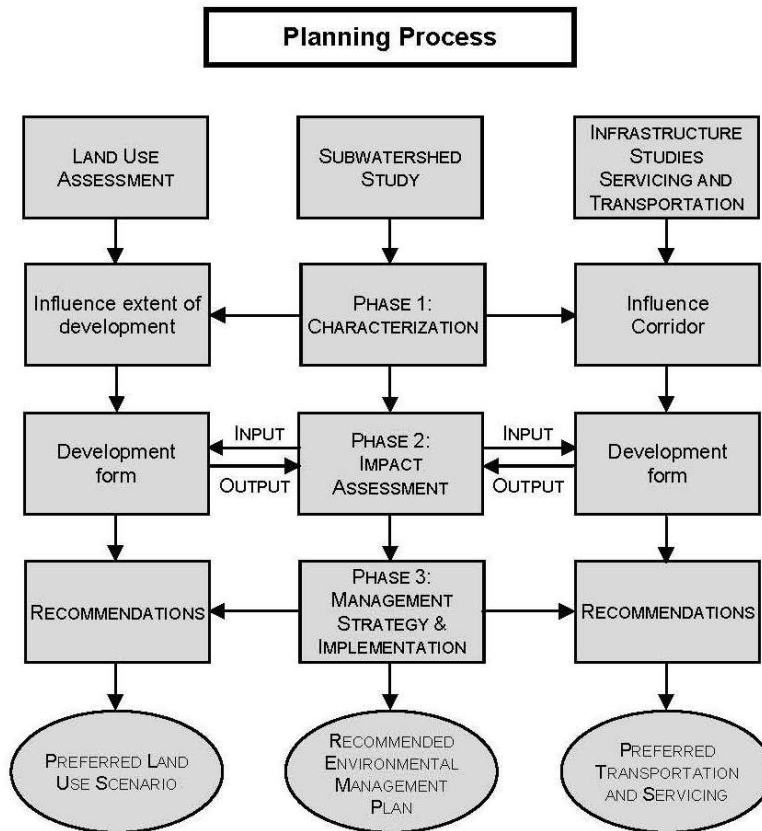 Planning Process
LAND USE
ASSESSMENT
SUBWATERSHED
STUDY
INFRASTRUCTURE
STUDIES
SERVICING AND
TRANSPORTATION
Influence extent of
development
PHASE 1:
CHARACTERIZATION
Influence
Corridor
Development
form
INPUT
OUTPUT
PHASE 2:
IMPACT
ASSESSMENT
INPUT
OUTPUT
Development
form
RECOMMENDATIONS
PHASE 3:
MANAGEMENT
STRATEGY &
IMPLEMENTATION
RECOMMENDATIONS
PREFERRED LAND
USE SCENARIO
RECOMMENDED
ENVIRONMENTAL
MANAGEMENT
PLAN
PREFERRED
TRANSPORTATION
AND SERVICING